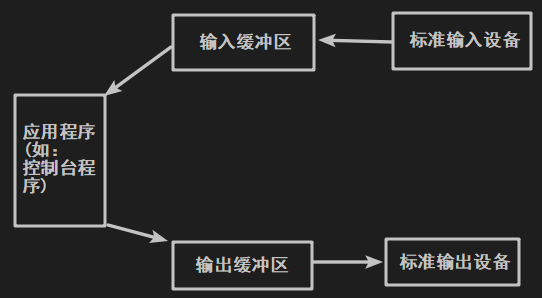 输入缓冲区
标准输入设备
应用程序
(如：
控制台程
序)
输出缓冲区
标准输出设备